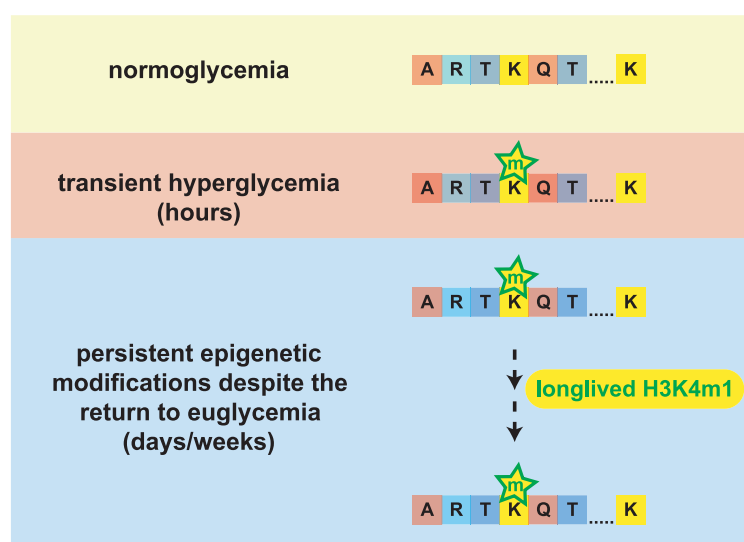 normoglycemia
A R T K Q T ..... K
transient hyperglycemia
(hours)
m
A R T K Q T ..... K
m
A R T K Q T ..... K
persistent epigenetic
modifications despite the
return to euglycemia
(days/weeks)
longlived H3K4m1
m
A R T K Q T ..... K